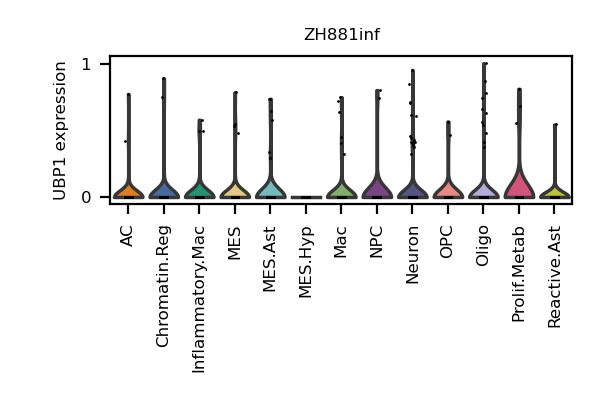 ZH881inf
UBP1 expression
1
0
AC
Chromatin.Reg
Inflammatory.Mac
MES
MES.Ast
MES.Hyp
Mac
NPC
Neuron
OPC
Oligo
Prolif.Metab
Reactive.Ast